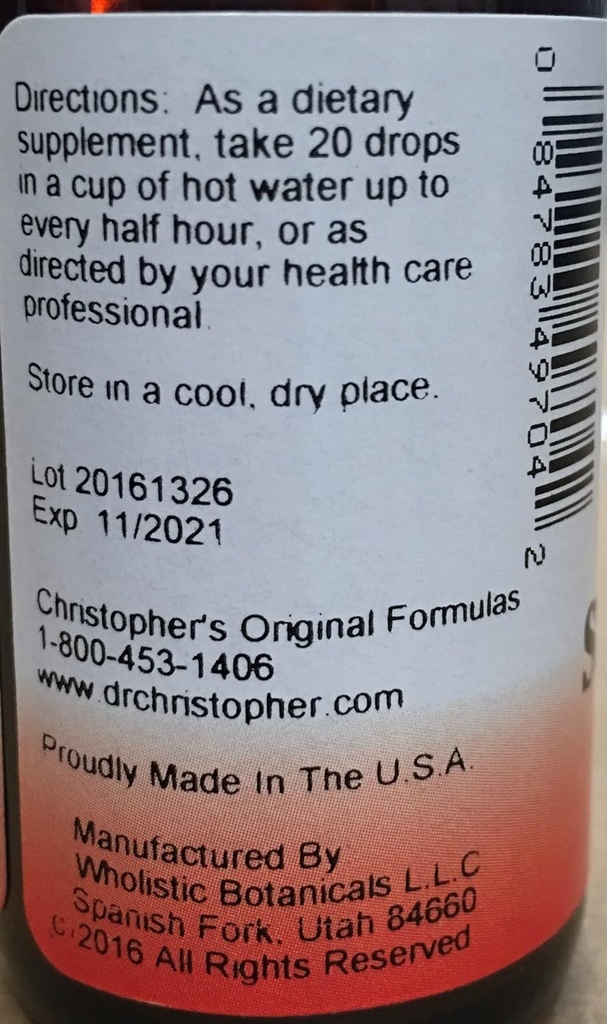 Directions: As a dietary
supplement, take 20 drops
in a cup of hot water up to
every half hour, or as
directed by your health care
professional.
Store in a cool, dry place.
Lot 20161326
Exp 11/2021
Christopher's Original Formulas
1-800-453-1406
www.drchristopher.com
Proudly Made In The U.S.A.
Manufactured By
Wholistic Botanicals L.L.C
Spanish Fork, Utah 84660
©2016 All Rights Reserved
0 84783 49704 2
S